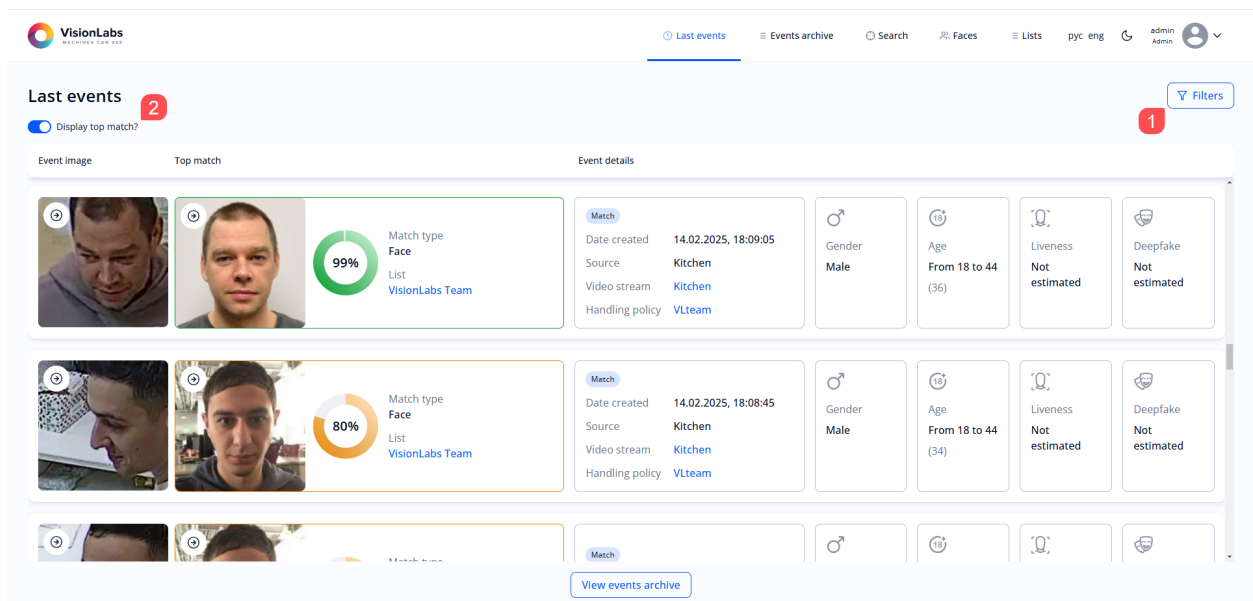 VisionLabs
MACHINES CAN SEE
Last events
Events archive
Search
Faces
Lists
рус eng
admin
Admin
Last events
2
Filters
1
Display top match?
Event image
Top match
Event details
99%
Match type
Face
List
VisionLabs Team
Match
Date created 14.02.2025, 18:09:05
Source Kitchen
Video stream Kitchen
Handling policy VLteam
Gender
Male
18
Age
From 18 to 44
(36)
Liveness
Not
estimated
Deepfake
Not
estimated
80%
Match type
Face
List
VisionLabs Team
Match
Date created 14.02.2025, 18:08:45
Source Kitchen
Video stream Kitchen
Handling policy VLteam
Gender
Male
18
Age
From 18 to 44
(34)
Liveness
Not
estimated
Deepfake
Not
estimated
Match type
Match
18
View events archive